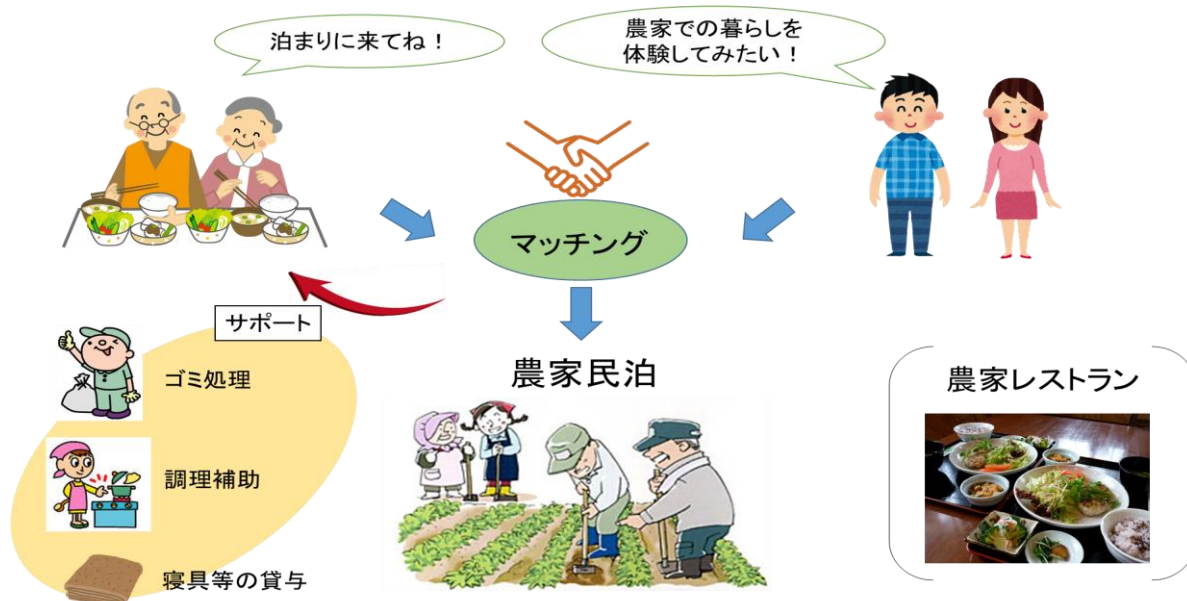 泊まりに来てね！
農家での暮らしを
体験してみたい！
マッチング
サポート
ゴミ処理
調理補助
寝具等の貸与
農家民泊
農家レストラン